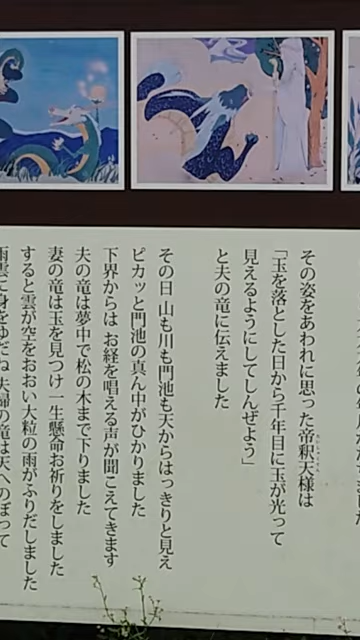 その姿をあわれに思った帝釈天様は
「玉を落とした日から千年目に玉が光って
見えるようにしてしんぜよう」
と夫の竜に伝えました
その日 山も川も門池も天からはっきりと見え
ピカッと門池の真ん中がひかりました
下界からは お経を唱える声が聞こえてきます
夫の竜は夢中で松の木まで下りました
妻の竜は玉を見つけ 一生懸命お祈りをしました
すると雲が空をおおい大粒の雨がふりだしました
雨雲に身をゆだね 夫婦の竜は天へのぼって